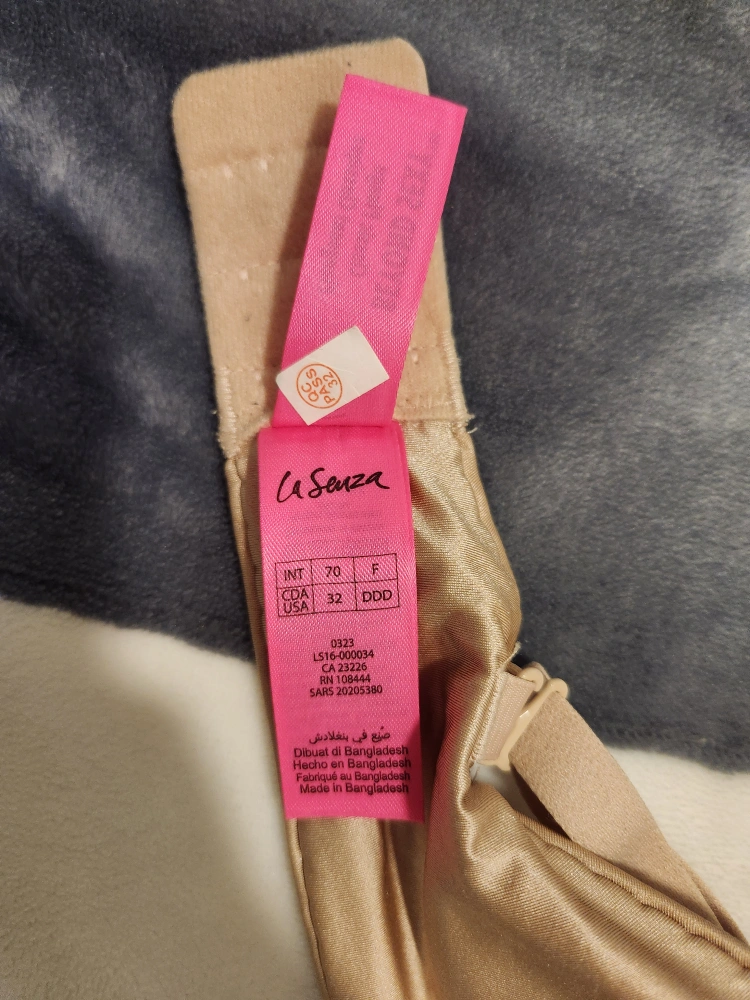 QC
PASS
32
La Senza
INT 70 F
CDA USA 32 DDD
0323
LS16-000034
CA 23226
RN 108444
SARS 20205380
صُنِع في بنغلادش
Dibuat di Bangladesh
Hecho en Bangladesh
Fabriqué au Bangladesh
Made in Bangladesh